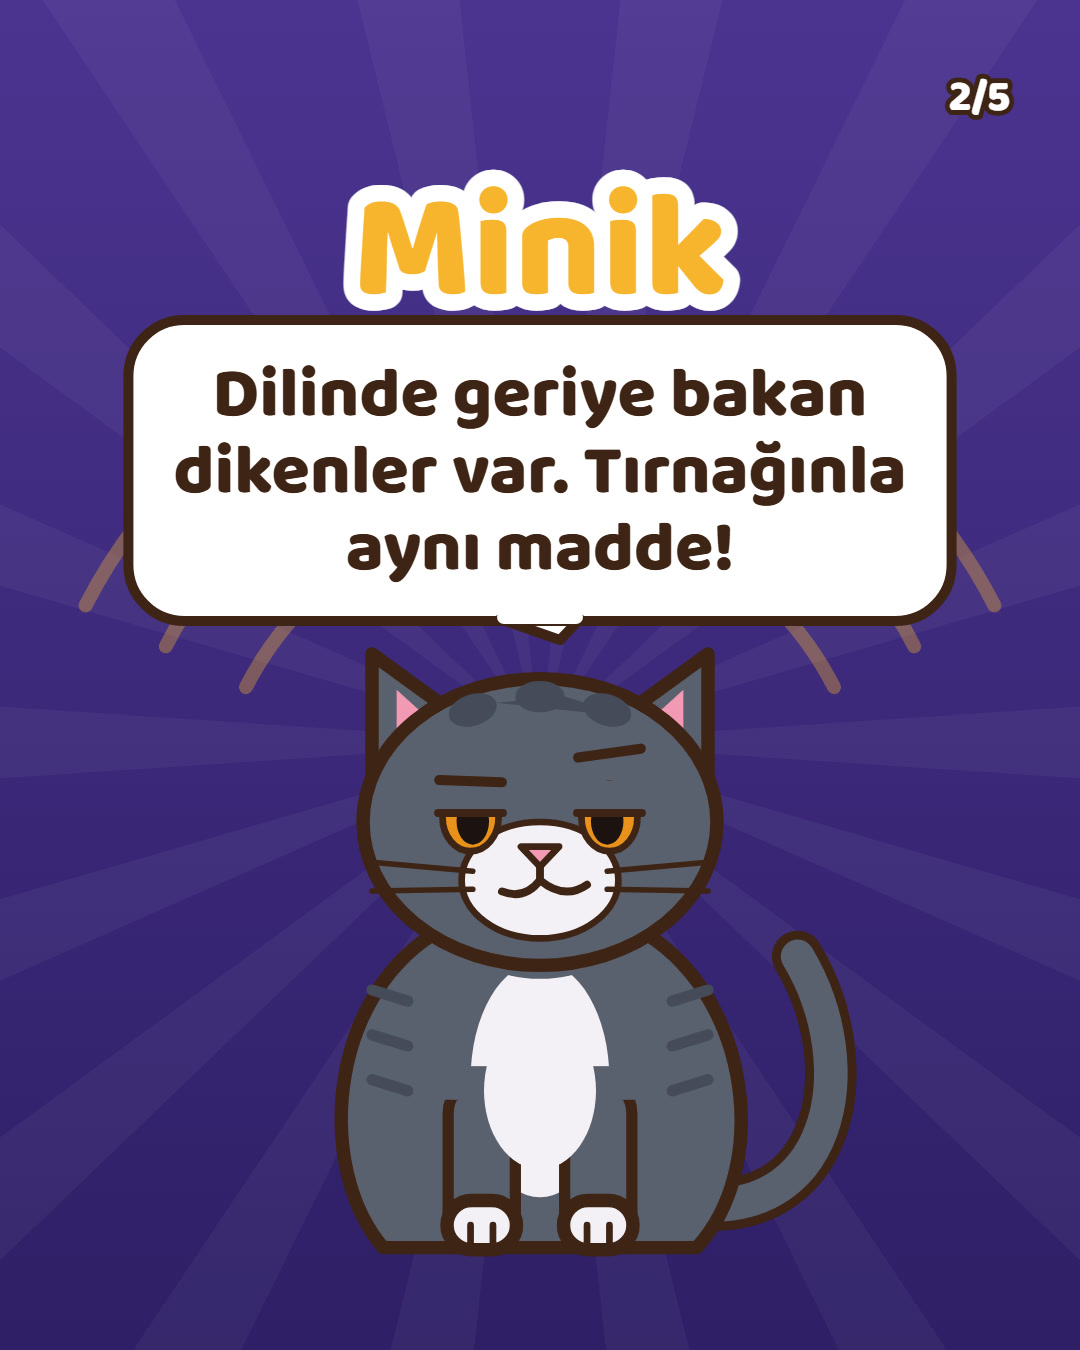 2/5
Minik
Dilinde geriye bakan
dikenler var. Tırnağınla
aynı madde!